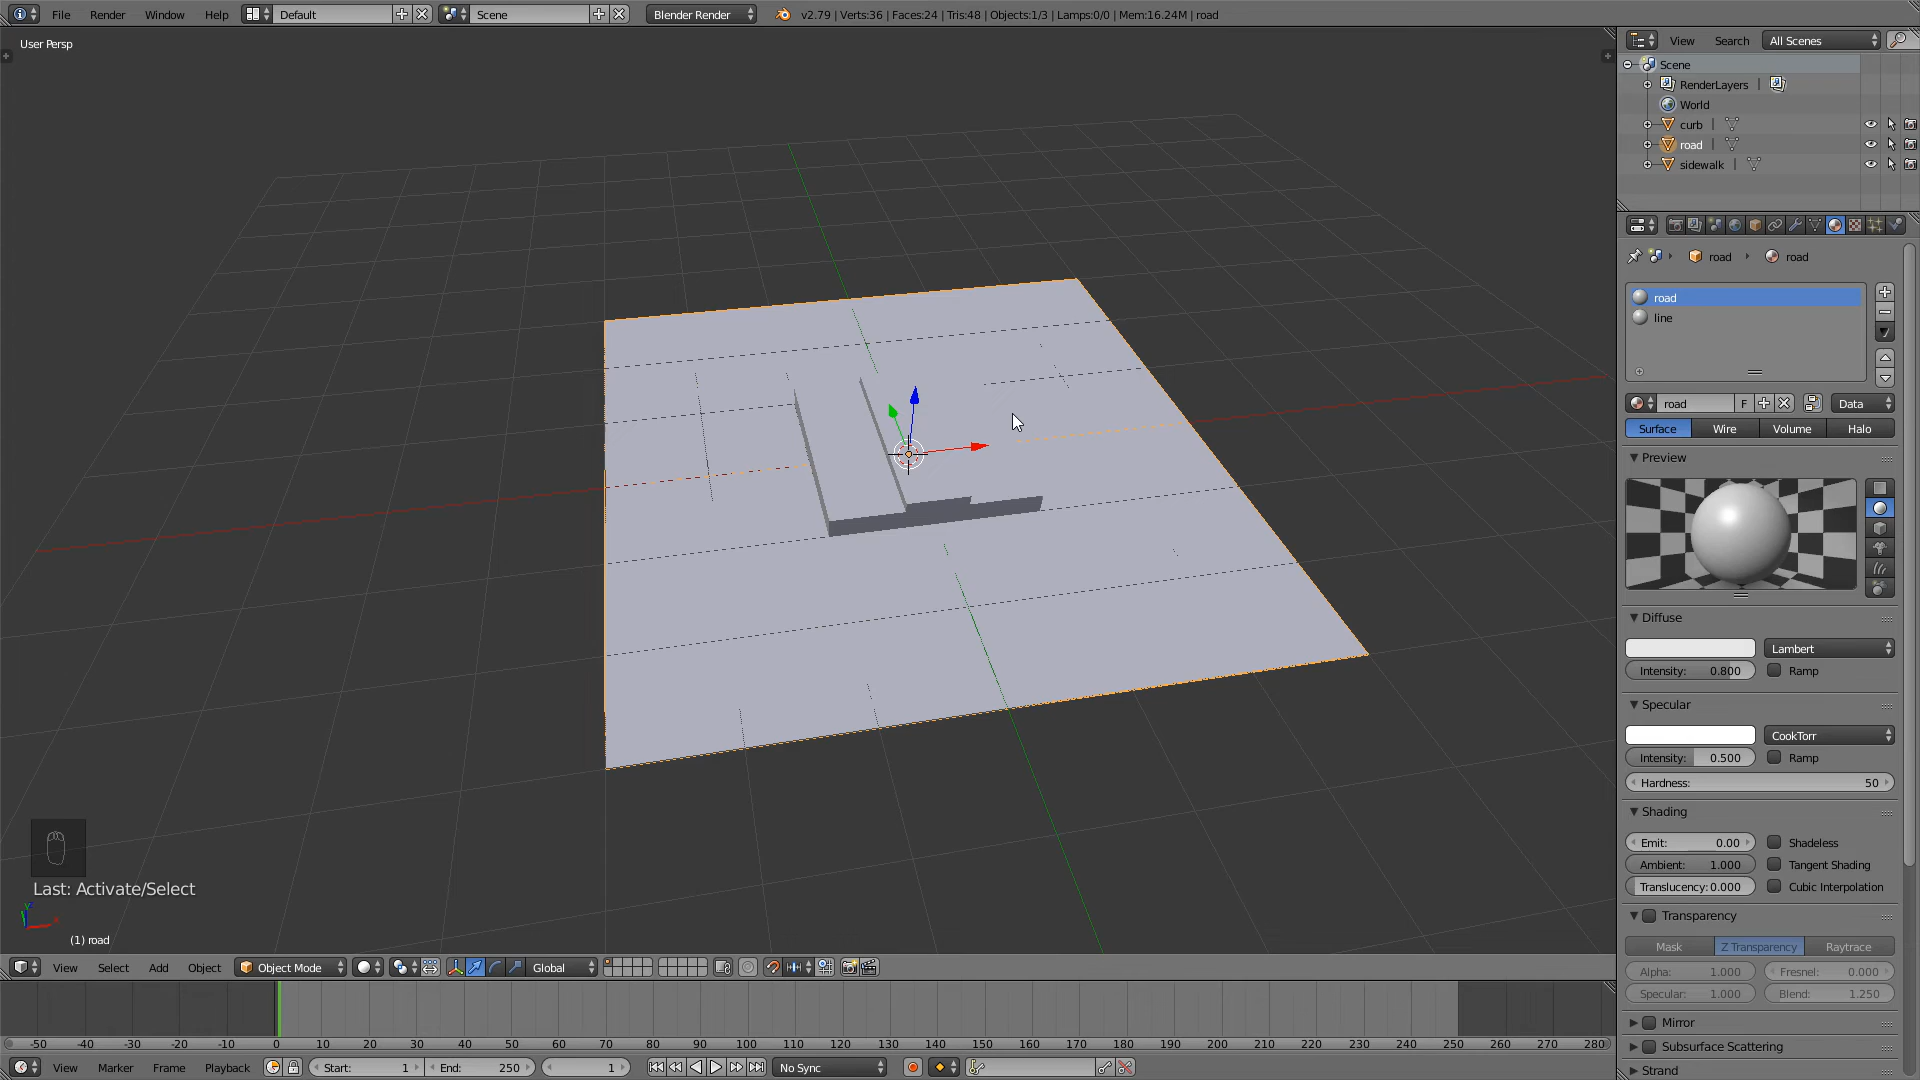 File Render Window Help Default Scene Blender Render v2.79 | Verts:36 | Faces:24 | Tris:48 | Objects:1/3 | Lamps:0/0 | Mem:16.24M | road
User Persp
View Search All Scenes
Scene
RenderLayers |
World
curb |
road |
sidewalk |
road road
road
line
road F Data
Surface Wire Volume Halo
Preview
Diffuse
Lambert
Intensity: 0.800 Ramp
Specular
CookTorr
Intensity: 0.500 Ramp
Hardness: 50
Shading
Emit: 0.00 Shadeless
Ambient: 1.000 Tangent Shading
Translucency: 0.000 Cubic Interpolation
Transparency
Mask Z Transparency Raytrace
Alpha: 1.000 Fresnel: 0.000
Specular: 1.000 Blend: 1.250
Mirror
Subsurface Scattering
Strand
Last: Activate/Select
(1) road
View Select Add Object Object Mode Global
-50 -40 -30 -20 -10 0 10 20 30 40 50 60 70 80 90 100 110 120 130 140 150 160 170 180 190 200 210 220 230 240 250 260 270 280
View Marker Frame Playback Start: 1 End: 250 1 No Sync